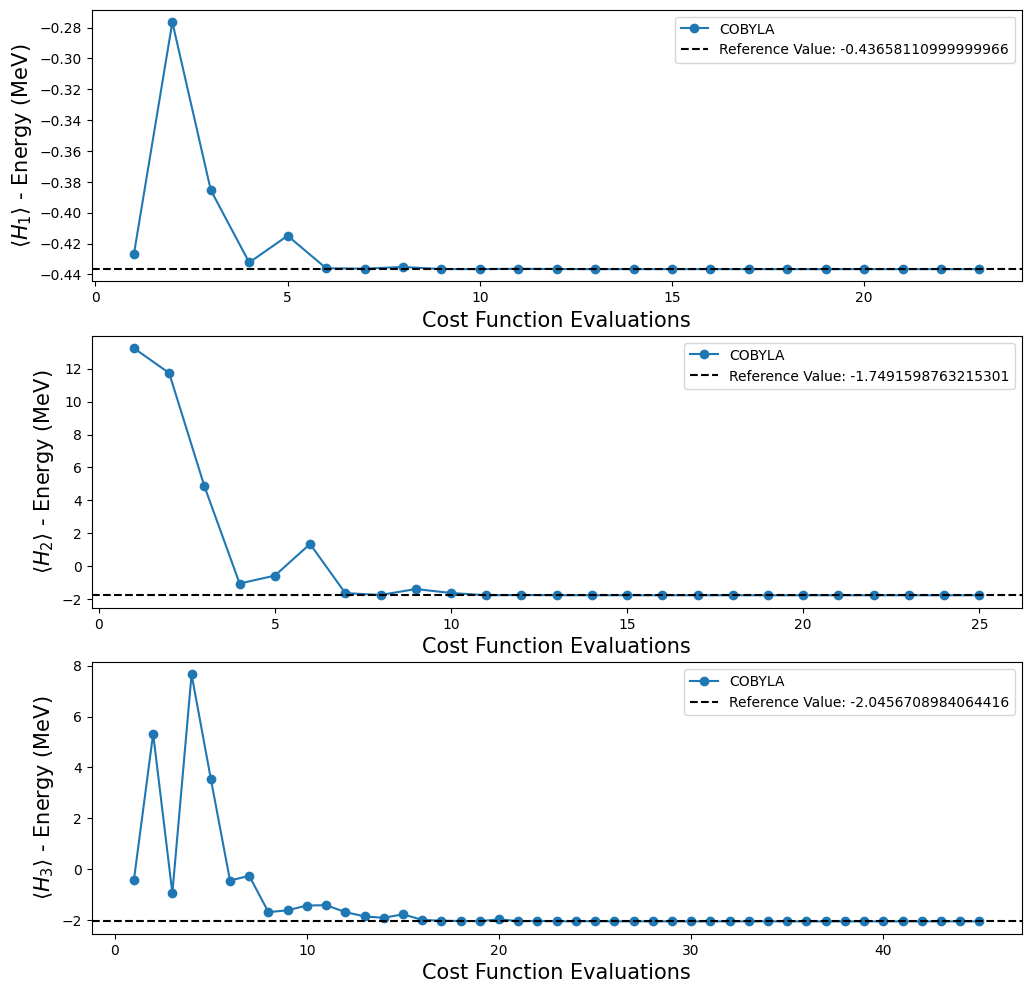 −0.28
−0.30
−0.32
−0.34
−0.36
−0.38
−0.40
−0.42
−0.44
⟨H₁⟩ - Energy (MeV)
COBYLA
Reference Value: -0.43658110999999966
0 5 10 15 20
Cost Function Evaluations
12
10
8
6
4
2
0
−2
⟨H₂⟩ - Energy (MeV)
COBYLA
Reference Value: -1.7491598763215301
0 5 10 15 20 25
Cost Function Evaluations
8
6
4
2
0
−2
⟨H₃⟩ - Energy (MeV)
COBYLA
Reference Value: -2.0456708984064416
0 10 20 30 40
Cost Function Evaluations